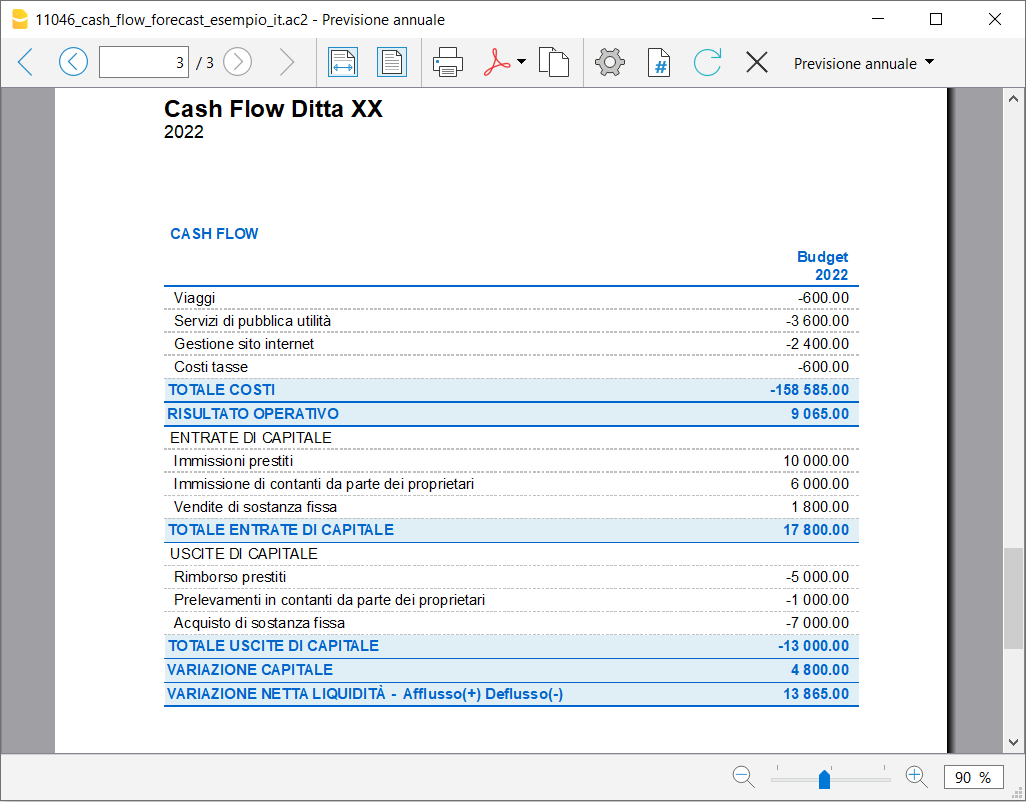 11046_cash_flow_forecast_esempio_it.ac2 - Previsione annuale
3 / 3 Previsione annuale
Cash Flow Ditta XX
2022
CASH FLOW
Budget
2022
Viaggi -600.00
Servizi di pubblica utilità -3 600.00
Gestione sito internet -2 400.00
Costi tasse -600.00
TOTALE COSTI -158 585.00
RISULTATO OPERATIVO 9 065.00
ENTRATE DI CAPITALE
Immissioni prestiti 10 000.00
Immissione di contanti da parte dei proprietari 6 000.00
Vendite di sostanza fissa 1 800.00
TOTALE ENTRATE DI CAPITALE 17 800.00
USCITE DI CAPITALE
Rimborso prestiti -5 000.00
Prelevamenti in contanti da parte dei proprietari -1 000.00
Acquisto di sostanza fissa -7 000.00
TOTALE USCITE DI CAPITALE -13 000.00
VARIAZIONE CAPITALE 4 800.00
VARIAZIONE NETTA LIQUIDITÀ - Afflusso(+) Deflusso(-) 13 865.00
90 %